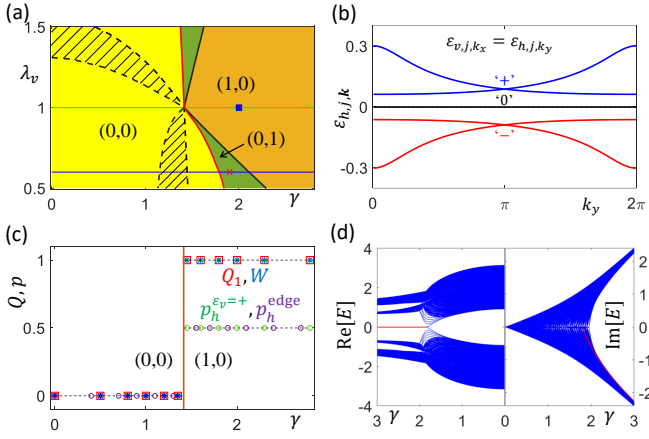 1.5
λv
1
0.5
(0,0)
(1,0)
(0,1)
0
1
2
γ
(a)
0.3
0
-0.3
εh,j,k
εv,j,kx = εh,j,ky
'+'
'0'
'−'
0
π
ky
2π
(b)
1
0.5
0
Q, p
Q1,W
ph^εv=+, ph^edge
(0,0)
(1,0)
0
1
2
γ
(c)
4
2
0
-2
-4
Re[E]
3
γ
2
1
0
1
2
γ
3
4
2
0
-2
-4
Im[E]
(d)